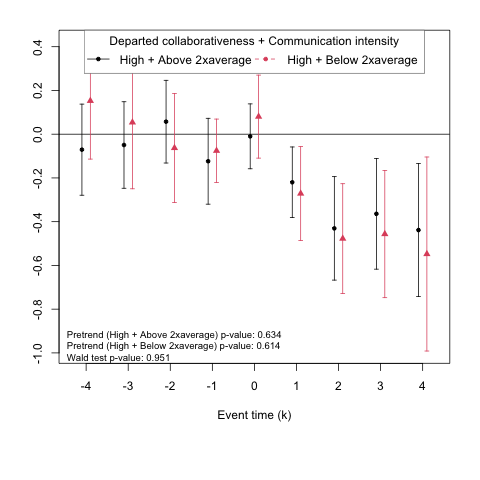 Departed collaborativeness + Communication intensity
High + Above 2xaverage High + Below 2xaverage
0.4
0.2
0.0
-0.2
-0.4
-0.6
-0.8
-1.0
Pretrend (High + Above 2xaverage) p-value: 0.634
Pretrend (High + Below 2xaverage) p-value: 0.614
Wald test p-value: 0.951
-4 -3 -2 -1 0 1 2 3 4
Event time (k)